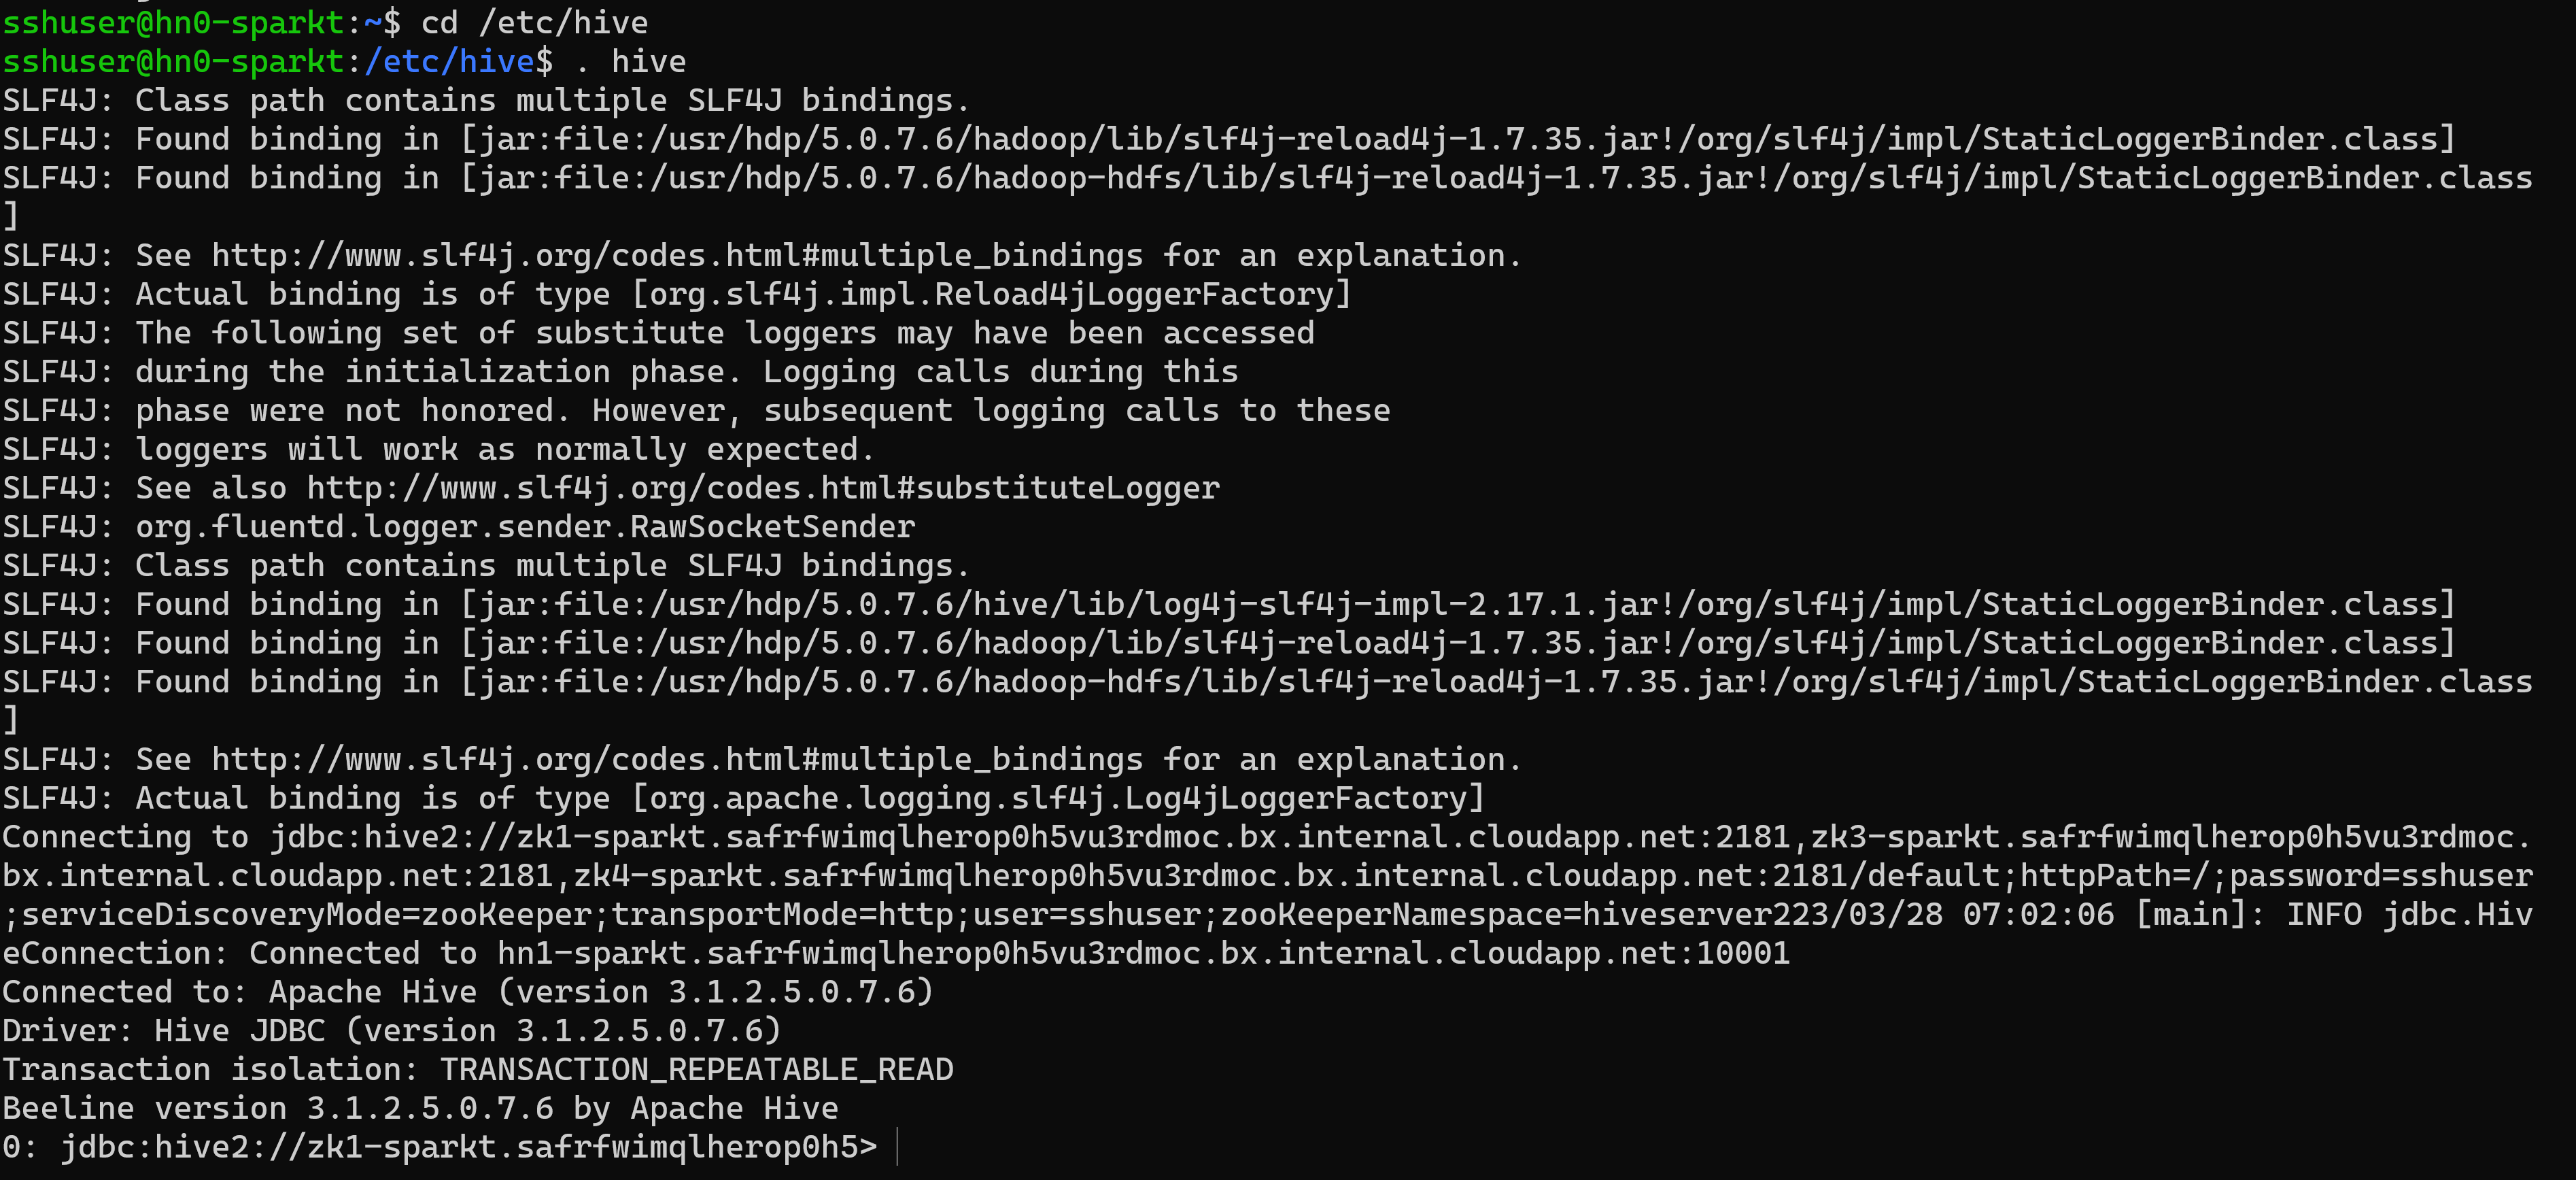 sshuser@hn0-sparkt:~$ cd /etc/hive
sshuser@hn0-sparkt:/etc/hive$ . hive
SLF4J: Class path contains multiple SLF4J bindings.
SLF4J: Found binding in [jar:file:/usr/hdp/5.0.7.6/hadoop/lib/slf4j-reload4j-1.7.35.jar!/org/slf4j/impl/StaticLoggerBinder.class]
SLF4J: Found binding in [jar:file:/usr/hdp/5.0.7.6/hadoop-hdfs/lib/slf4j-reload4j-1.7.35.jar!/org/slf4j/impl/StaticLoggerBinder.class
]
SLF4J: See http://www.slf4j.org/codes.html#multiple_bindings for an explanation.
SLF4J: Actual binding is of type [org.slf4j.impl.Reload4jLoggerFactory]
SLF4J: The following set of substitute loggers may have been accessed
SLF4J: during the initialization phase. Logging calls during this
SLF4J: phase were not honored. However, subsequent logging calls to these
SLF4J: loggers will work as normally expected.
SLF4J: See also http://www.slf4j.org/codes.html#substituteLogger
SLF4J: org.fluentd.logger.sender.RawSocketSender
SLF4J: Class path contains multiple SLF4J bindings.
SLF4J: Found binding in [jar:file:/usr/hdp/5.0.7.6/hive/lib/log4j-slf4j-impl-2.17.1.jar!/org/slf4j/impl/StaticLoggerBinder.class]
SLF4J: Found binding in [jar:file:/usr/hdp/5.0.7.6/hadoop/lib/slf4j-reload4j-1.7.35.jar!/org/slf4j/impl/StaticLoggerBinder.class]
SLF4J: Found binding in [jar:file:/usr/hdp/5.0.7.6/hadoop-hdfs/lib/slf4j-reload4j-1.7.35.jar!/org/slf4j/impl/StaticLoggerBinder.class
]
SLF4J: See http://www.slf4j.org/codes.html#multiple_bindings for an explanation.
SLF4J: Actual binding is of type [org.apache.logging.slf4j.Log4jLoggerFactory]
Connecting to jdbc:hive2://zk1-sparkt.safrfwimqlherop0h5vu3rdmoc.bx.internal.cloudapp.net:2181,zk3-sparkt.safrfwimqlherop0h5vu3rdmoc.
bx.internal.cloudapp.net:2181,zk4-sparkt.safrfwimqlherop0h5vu3rdmoc.bx.internal.cloudapp.net:2181/default;httpPath=/;password=sshuser
;serviceDiscoveryMode=zooKeeper;transportMode=http;user=sshuser;zooKeeperNamespace=hiveserver223/03/28 07:02:06 [main]: INFO jdbc.Hiv
eConnection: Connected to hn1-sparkt.safrfwimqlherop0h5vu3rdmoc.bx.internal.cloudapp.net:10001
Connected to: Apache Hive (version 3.1.2.5.0.7.6)
Driver: Hive JDBC (version 3.1.2.5.0.7.6)
Transaction isolation: TRANSACTION_REPEATABLE_READ
Beeline version 3.1.2.5.0.7.6 by Apache Hive
0: jdbc:hive2://zk1-sparkt.safrfwimqlherop0h5>